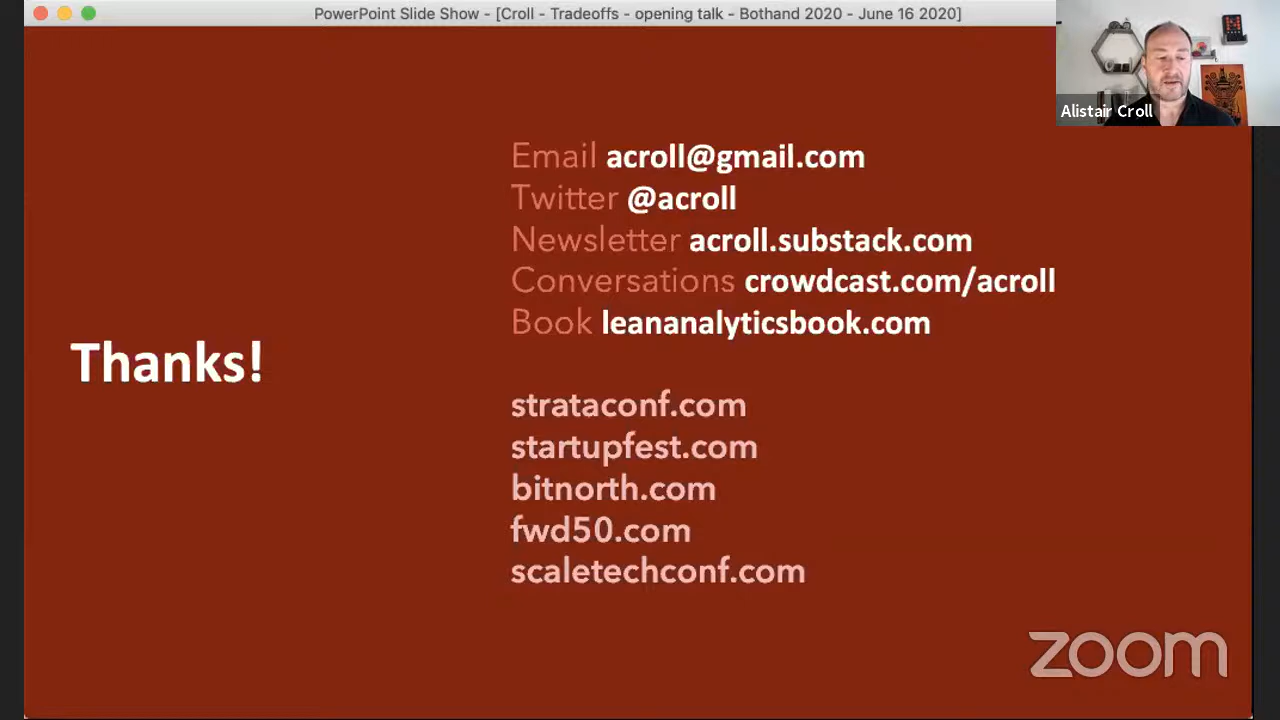 PowerPoint Slide Show - [Croll - Tradeoffs - opening talk - Bothand 2020 - June 16 2020]
Alistair Croll
Email acroll@gmail.com
Twitter @acroll
Newsletter acroll.substack.com
Conversations crowdcast.com/acroll
Book leananalyticsbook.com
Thanks!
strataconf.com
startupfest.com
bitnorth.com
fwd50.com
scaletechconf.com
zoom